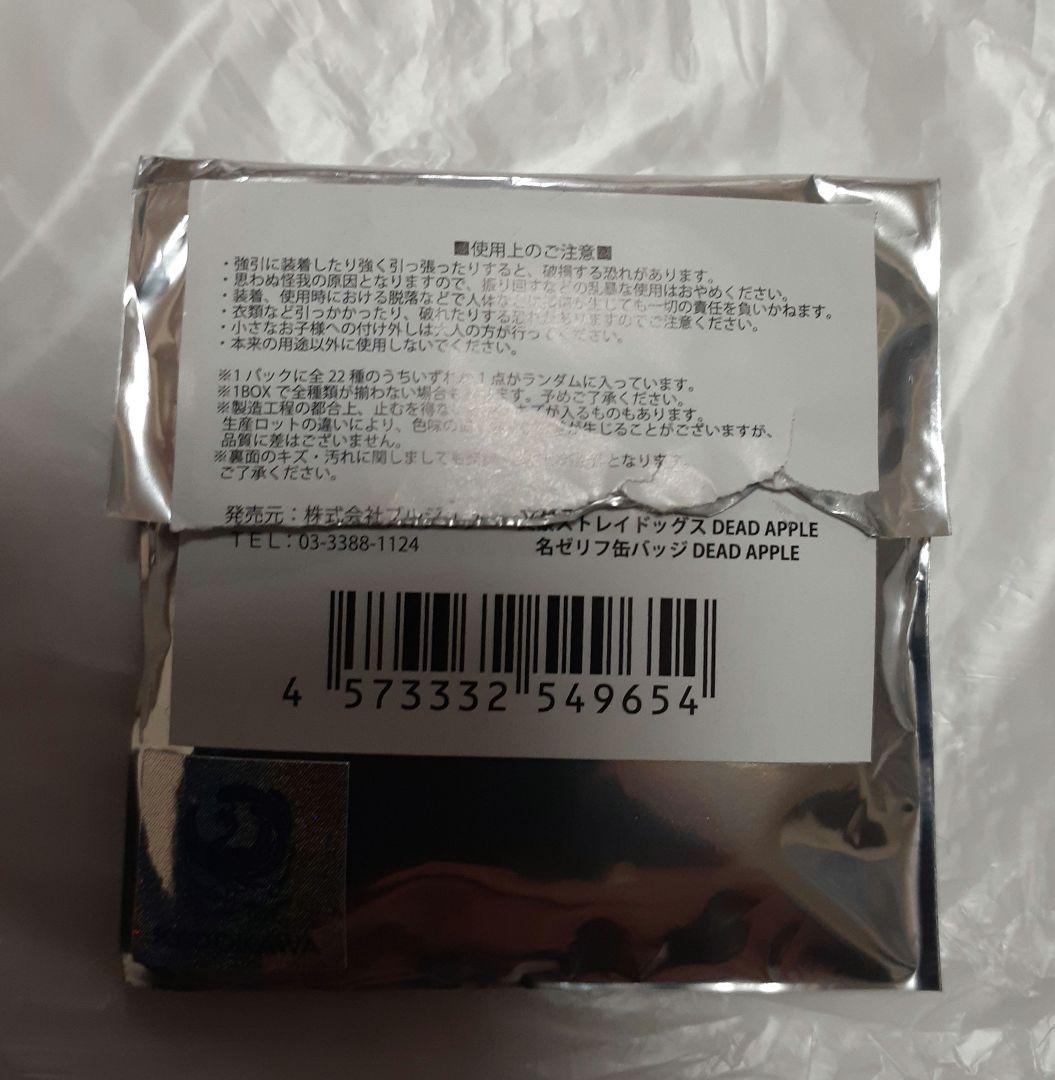 ■使用上のご注意■
・強引に装着したり強く引っ張ったりすると、破損する恐れがあります。
・思わぬ怪我の原因となりますので、振り回すなどの乱暴な使用はおやめください。
・装着、使用時における脱落などで人体などに 生じても一切の責任を負いかねます。
・衣類など引っかかったり、破れたりする恐れがありますのでご注意ください。
・小さなお子様への付け外しは大人の方が行ってください。
・本来の用途以外に使用しないでください。
※1パックに全22種のうちいずれか1点がランダムに入っています。
※1BOXで全種類が揃わない場合もあります。予めご了承ください。
※製造工程の都合上、止むを得ない が入るものもあります。
生産ロットの違いにより、色味の が生じることがございますが、
品質に差はございません。
※裏面のキズ・汚れに関しましても となります
ご了承ください。
発売元：株式会社
ストレイドッグス DEAD APPLE
TEL：03-3388-1124
名ゼリフ缶バッジ DEAD APPLE
4 573332 549654
KADOKAWA